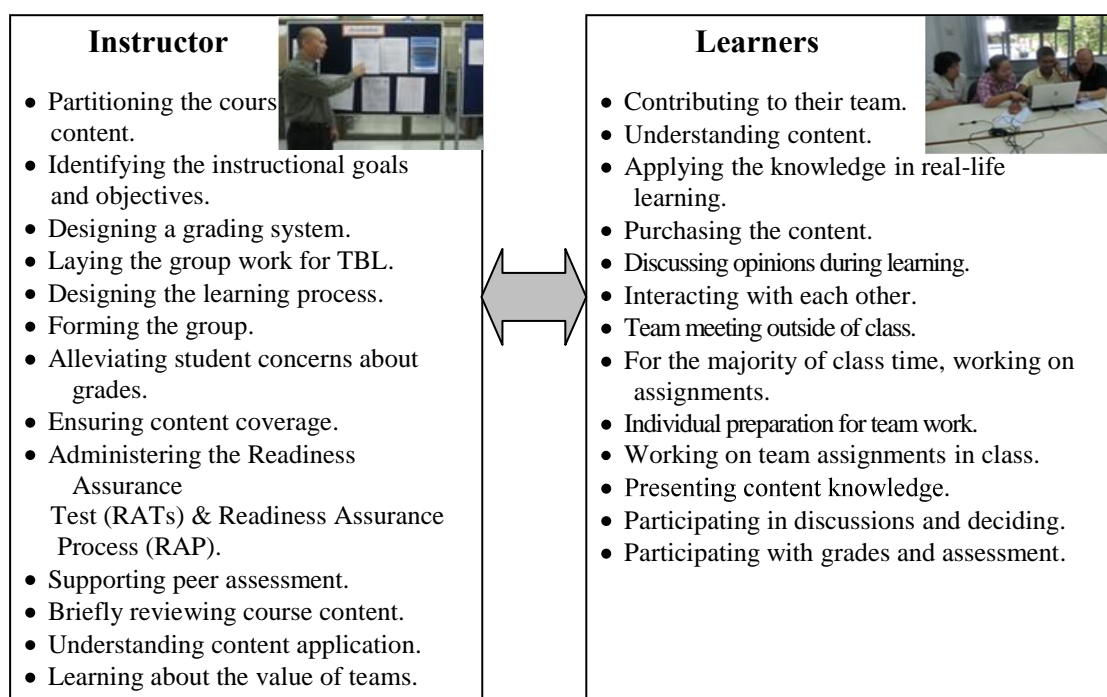 Instructor
• Partitioning the cours
content.
• Identifying the instructional goals
and objectives.
• Designing a grading system.
• Laying the group work for TBL.
• Designing the learning process.
• Forming the group.
• Alleviating student concerns about
grades.
• Ensuring content coverage.
• Administering the Readiness
Assurance
Test (RATs) & Readiness Assurance
Process (RAP).
• Supporting peer assessment.
• Briefly reviewing course content.
• Understanding content application.
• Learning about the value of teams.
Learners
• Contributing to their team.
• Understanding content.
• Applying the knowledge in real-life
learning.
• Purchasing the content.
• Discussing opinions during learning.
• Interacting with each other.
• Team meeting outside of class.
• For the majority of class time, working on
assignments.
• Individual preparation for team work.
• Working on team assignments in class.
• Presenting content knowledge.
• Participating in discussions and deciding.
• Participating with grades and assessment.